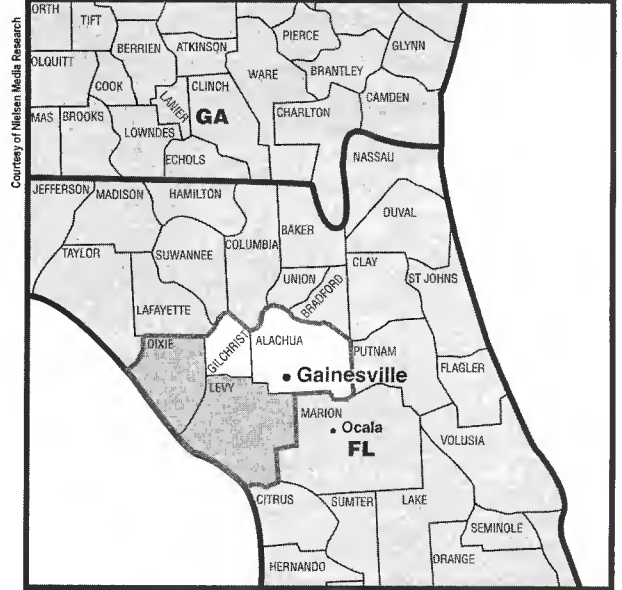 Courtesy of Nielsen Media Research
ORTH
TIFT
BERRIEN
ATKINSON
PIERCE
GLYNN
OLQUITT
COOK
LANIER
CLINCH
WARE
BRANTLEY
CAMDEN
MAS
BROOKS
LOWNDES
GA
CHARLTON
ECHOLS
NASSAU
JEFFERSON
MADISON
HAMILTON
DUVAL
TAYLOR
SUWANNEE
COLUMBIA
BAKER
CLAY
ST JOHNS
UNION
BRADFORD
LAFAYETTE
DIXIE
GILCHRIST
ALACHUA
PUTNAM
FLAGLER
Gainesville
LEVY
MARION
Ocala
FL
VOLUSIA
CITRUS
SUMTER
LAKE
SEMINOLE
ORANGE
HERNANDO